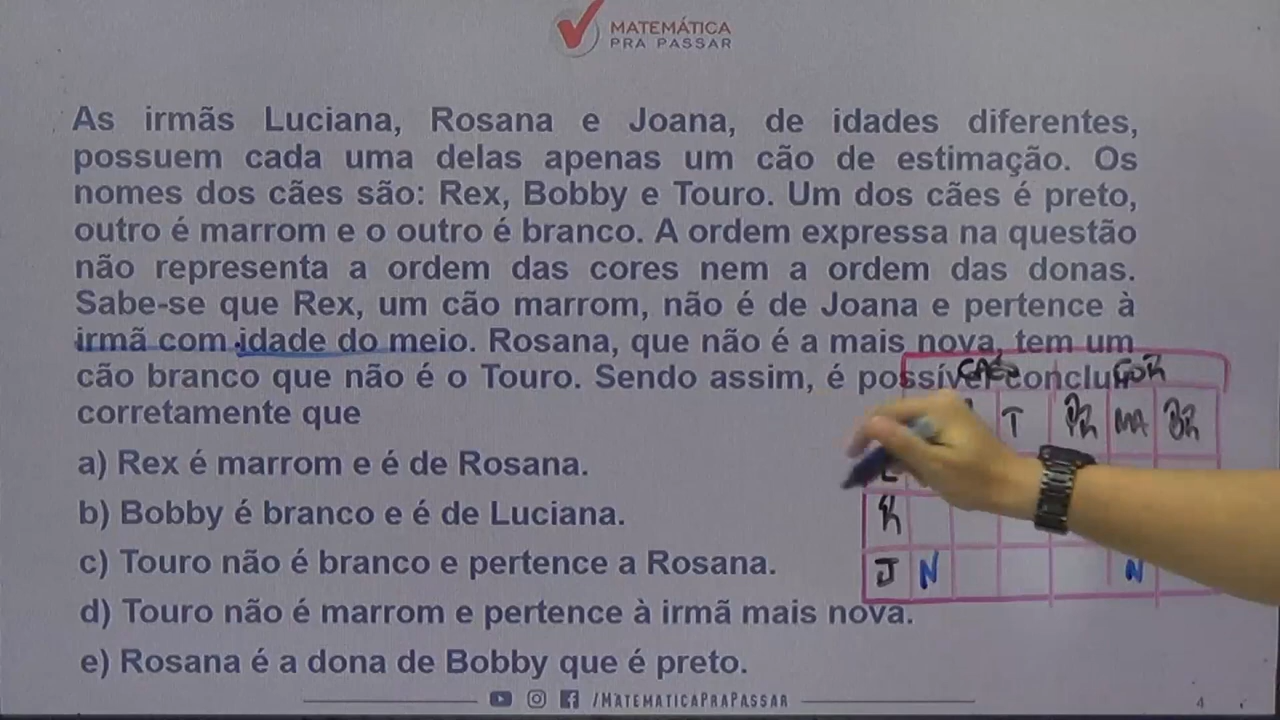 MATEMÁTICA
PRA PASSAR
As irmãs Luciana, Rosana e Joana, de idades diferentes,
possuem cada uma delas apenas um cão de estimação. Os
nomes dos cães são: Rex, Bobby e Touro. Um dos cães é preto,
outro é marrom e o outro é branco. A ordem expressa na questão
não representa a ordem das cores nem a ordem das donas.
Sabe-se que Rex, um cão marrom, não é de Joana e pertence à
irmã com idade do meio. Rosana, que não é a mais nova, tem um
cão branco que não é o Touro. Sendo assim, é possível concluir
corretamente que
a) Rex é marrom e é de Rosana.
b) Bobby é branco e é de Luciana.
c) Touro não é branco e pertence a Rosana.
d) Touro não é marrom e pertence à irmã mais nova.
e) Rosana é a dona de Bobby que é preto.
COR
T PR MA BR
R
J N N
/MATEMATICAPRAPASSAR
4